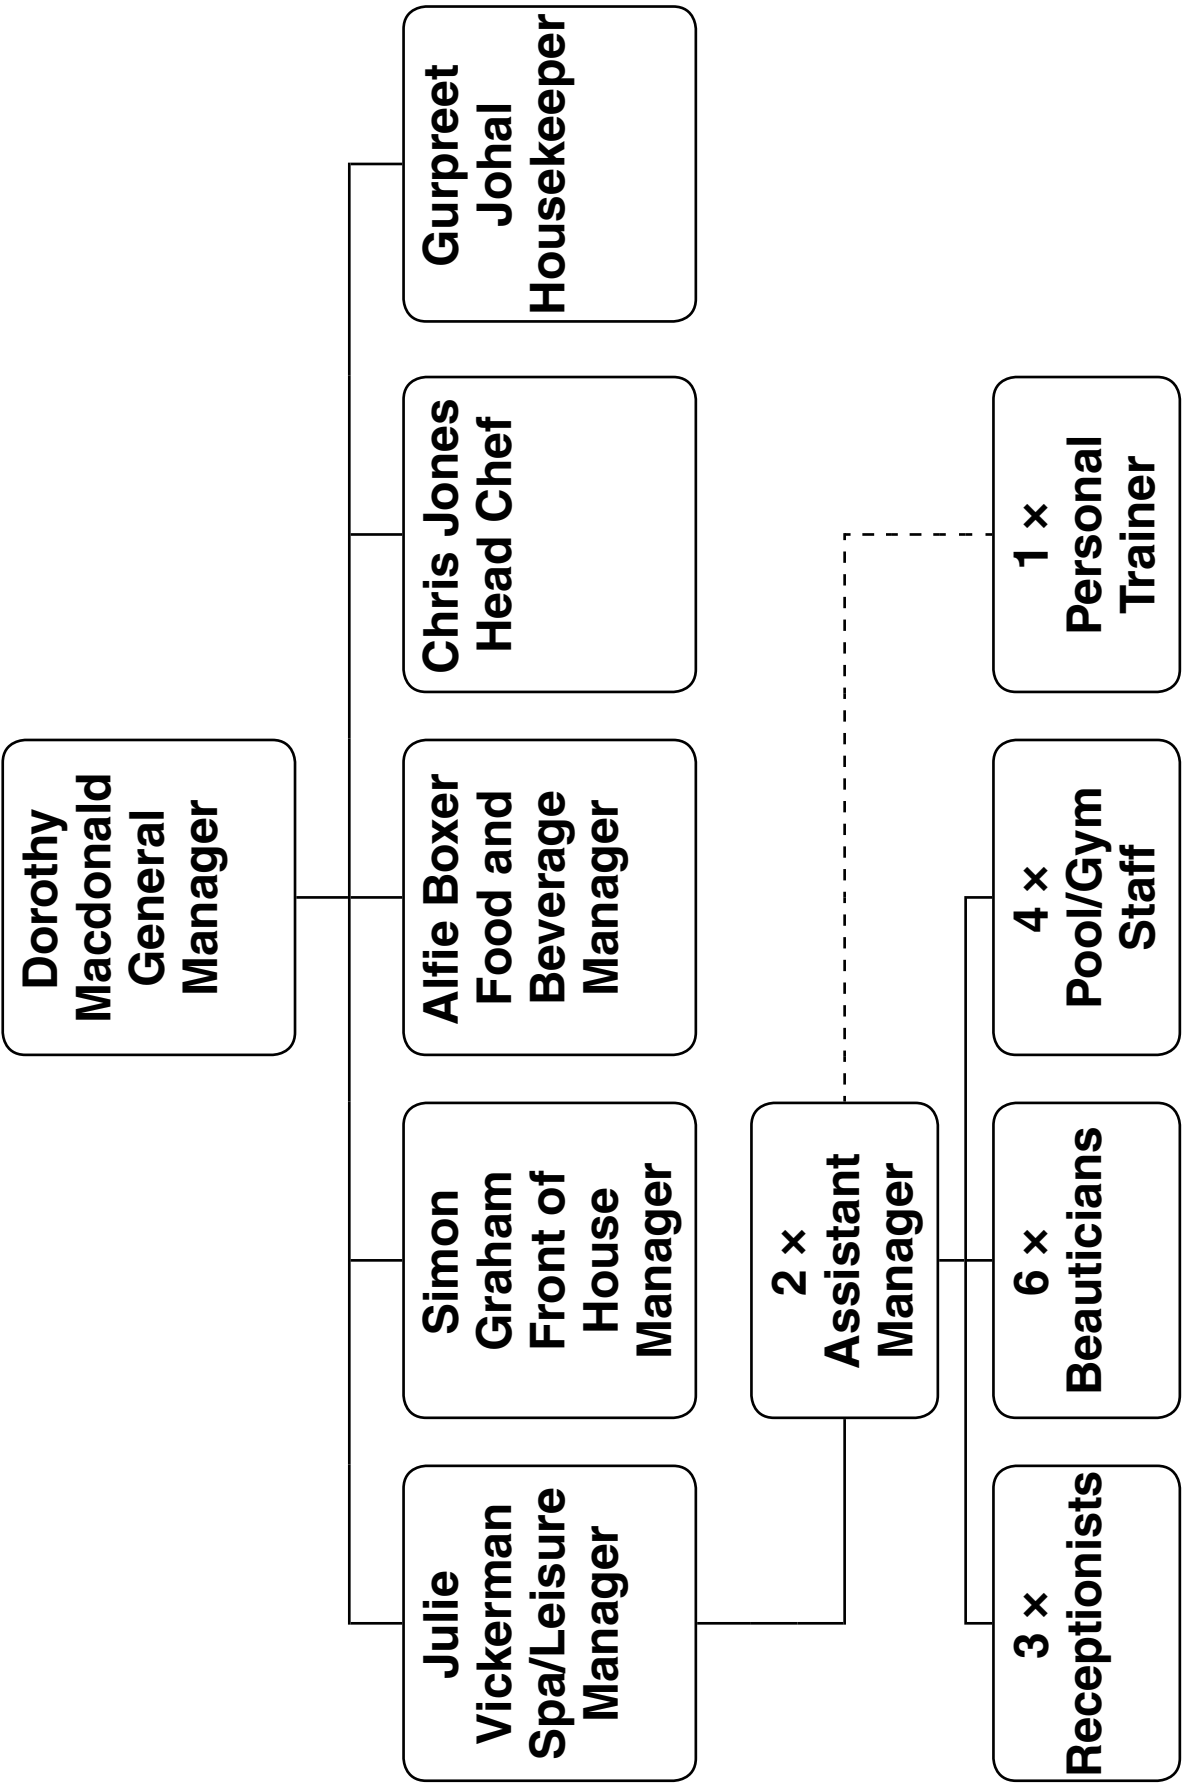 Dorothy
Macdonald
General
Manager
Julie
Vickerman
Spa/Leisure
Manager
Simon
Graham
Front of
House
Manager
Alfie Boxer
Food and
Beverage
Manager
Chris Jones
Head Chef
Gurpreet
Johal
Housekeeper
2 ×
Assistant
Manager
3 ×
Receptionists
6 ×
Beauticians
4 ×
Pool/Gym
Staff
1 ×
Personal
Trainer